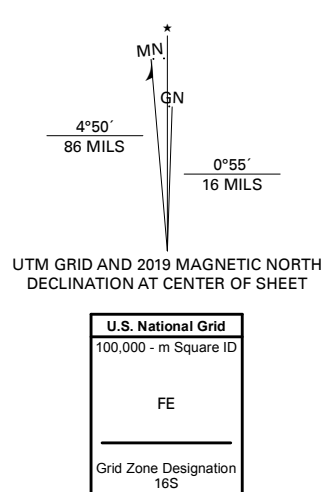 ★
MN
GN
4°50´
86 MILS
0°55´
16 MILS
UTM GRID AND 2019 MAGNETIC NORTH
DECLINATION AT CENTER OF SHEET
U.S. National Grid
100,000 - m Square ID
FE
Grid Zone Designation
16S